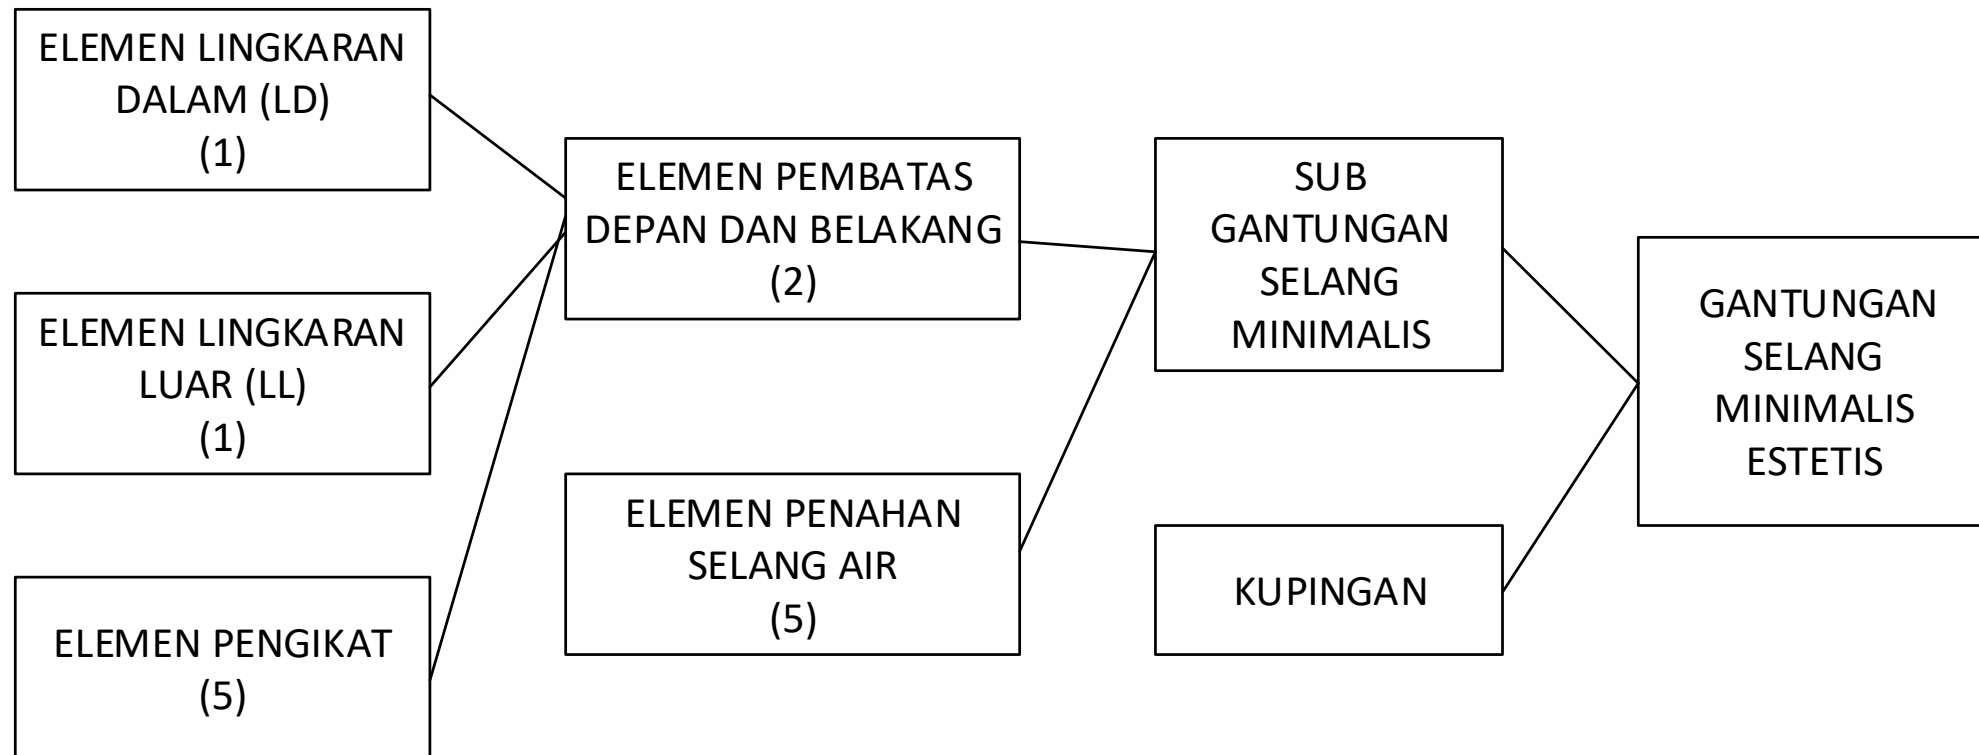 ELEMEN LINGKARAN
DALAM (LD)
(1)
ELEMEN LINGKARAN
LUAR (LL)
(1)
ELEMEN PENGIKAT
(5)
ELEMEN PEMBATAS
DEPAN DAN BELAKANG
(2)
ELEMEN PENAHAN
SELANG AIR
(5)
SUB
GANTUNGAN
SELANG
MINIMALIS
KUPINGAN
GANTUNGAN
SELANG
MINIMALIS
ESTETIS